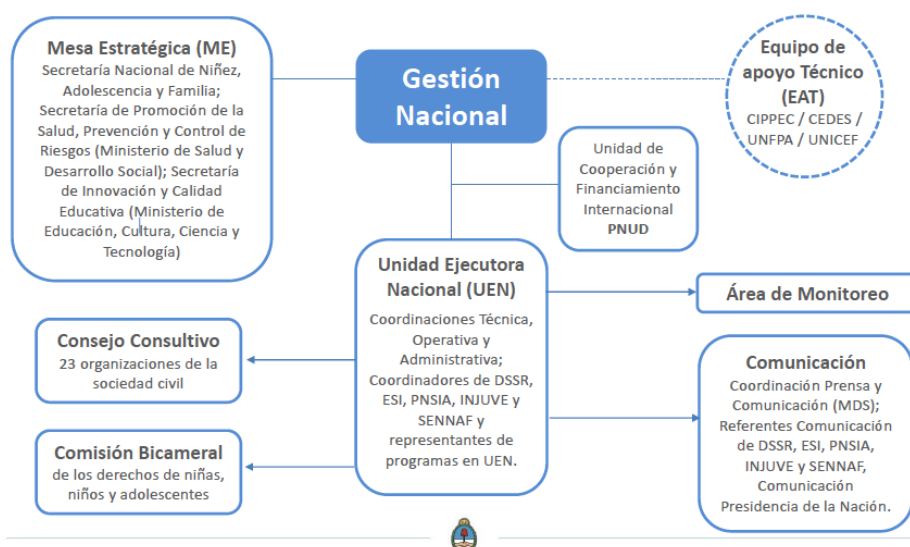 Mesa Estratégica (ME)
Secretaría Nacional de Niñez,
Adolescencia y Familia;
Secretaría de Promoción de la
Salud, Prevención y Control de
Riesgos (Ministerio de Salud y
Desarrollo Social); Secretaría
de Innovación y Calidad
Educativa (Ministerio de
Educación, Cultura, Ciencia y
Tecnología)
Gestión
Nacional
Equipo de
apoyo Técnico
(EAT)
CIPPEC / CEDES /
UNFPA / UNICEF
Unidad de
Cooperación y
Financiamiento
Internacional
PNUD
Unidad Ejecutora
Nacional (UEN)
Coordinaciones Técnica,
Operativa y
Administrativa;
Coordinadores de DSSR,
ESI, PNSIA, INJUVE y
SENNAF y
representantes de
programas en UEN.
Área de Monitoreo
Consejo Consultivo
23 organizaciones de la
sociedad civil
Comunicación
Coordinación Prensa y
Comunicación (MDS);
Referentes Comunicación
de DSSR, ESI, PNSIA,
INJUVE y SENNAF,
Comunicación
Presidencia de la Nación.
Comisión Bicameral
de los derechos de niñas,
niños y adolescentes